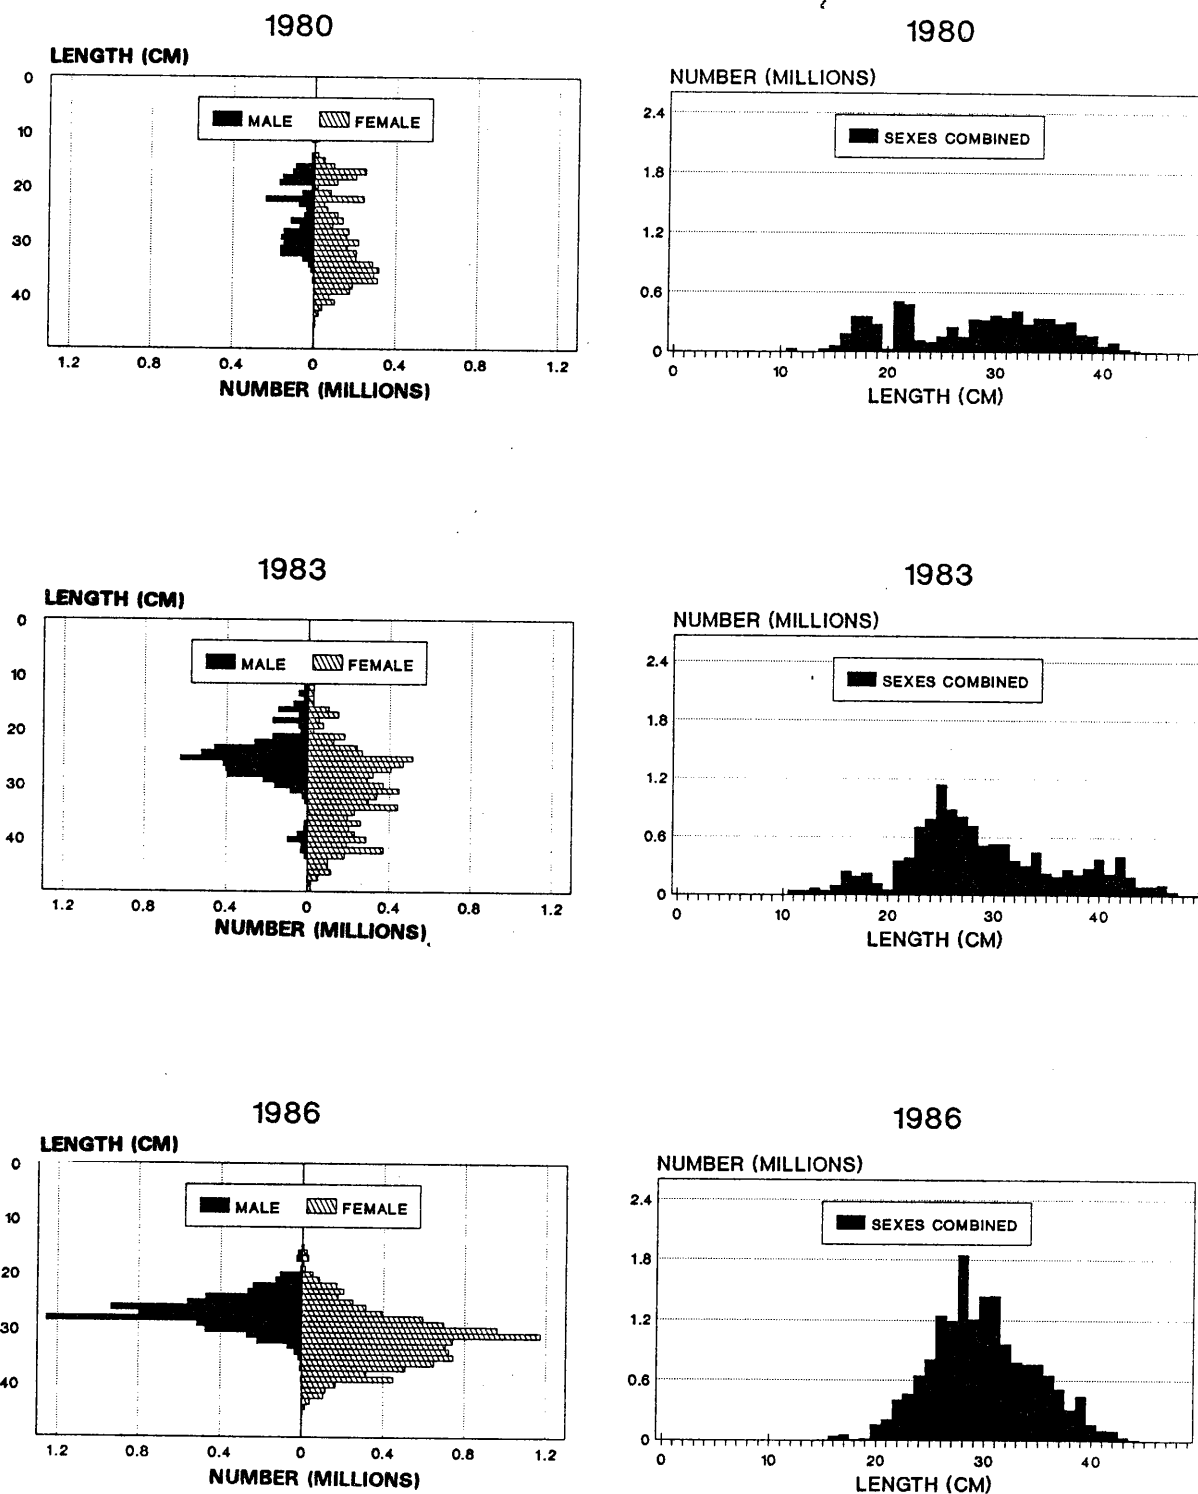 1980
LENGTH (CM)
0
10
20
30
40
MALE FEMALE
1.2 0.8 0.4 0 0.4 0.8 1.2
NUMBER (MILLIONS)
1980
NUMBER (MILLIONS)
2.4
1.8
1.2
0.6
0
SEXES COMBINED
0 10 20 30 40
LENGTH (CM)
1983
LENGTH (CM)
0
10
20
30
40
MALE FEMALE
1.2 0.8 0.4 0 0.4 0.8 1.2
NUMBER (MILLIONS)
1983
NUMBER (MILLIONS)
2.4
1.8
1.2
0.6
0
SEXES COMBINED
0 10 20 30 40
LENGTH (CM)
1986
LENGTH (CM)
0
10
20
30
40
MALE FEMALE
1.2 0.8 0.4 0 0.4 0.8 1.2
NUMBER (MILLIONS)
1986
NUMBER (MILLIONS)
2.4
1.8
1.2
0.6
0
SEXES COMBINED
0 10 20 30 40
LENGTH (CM)